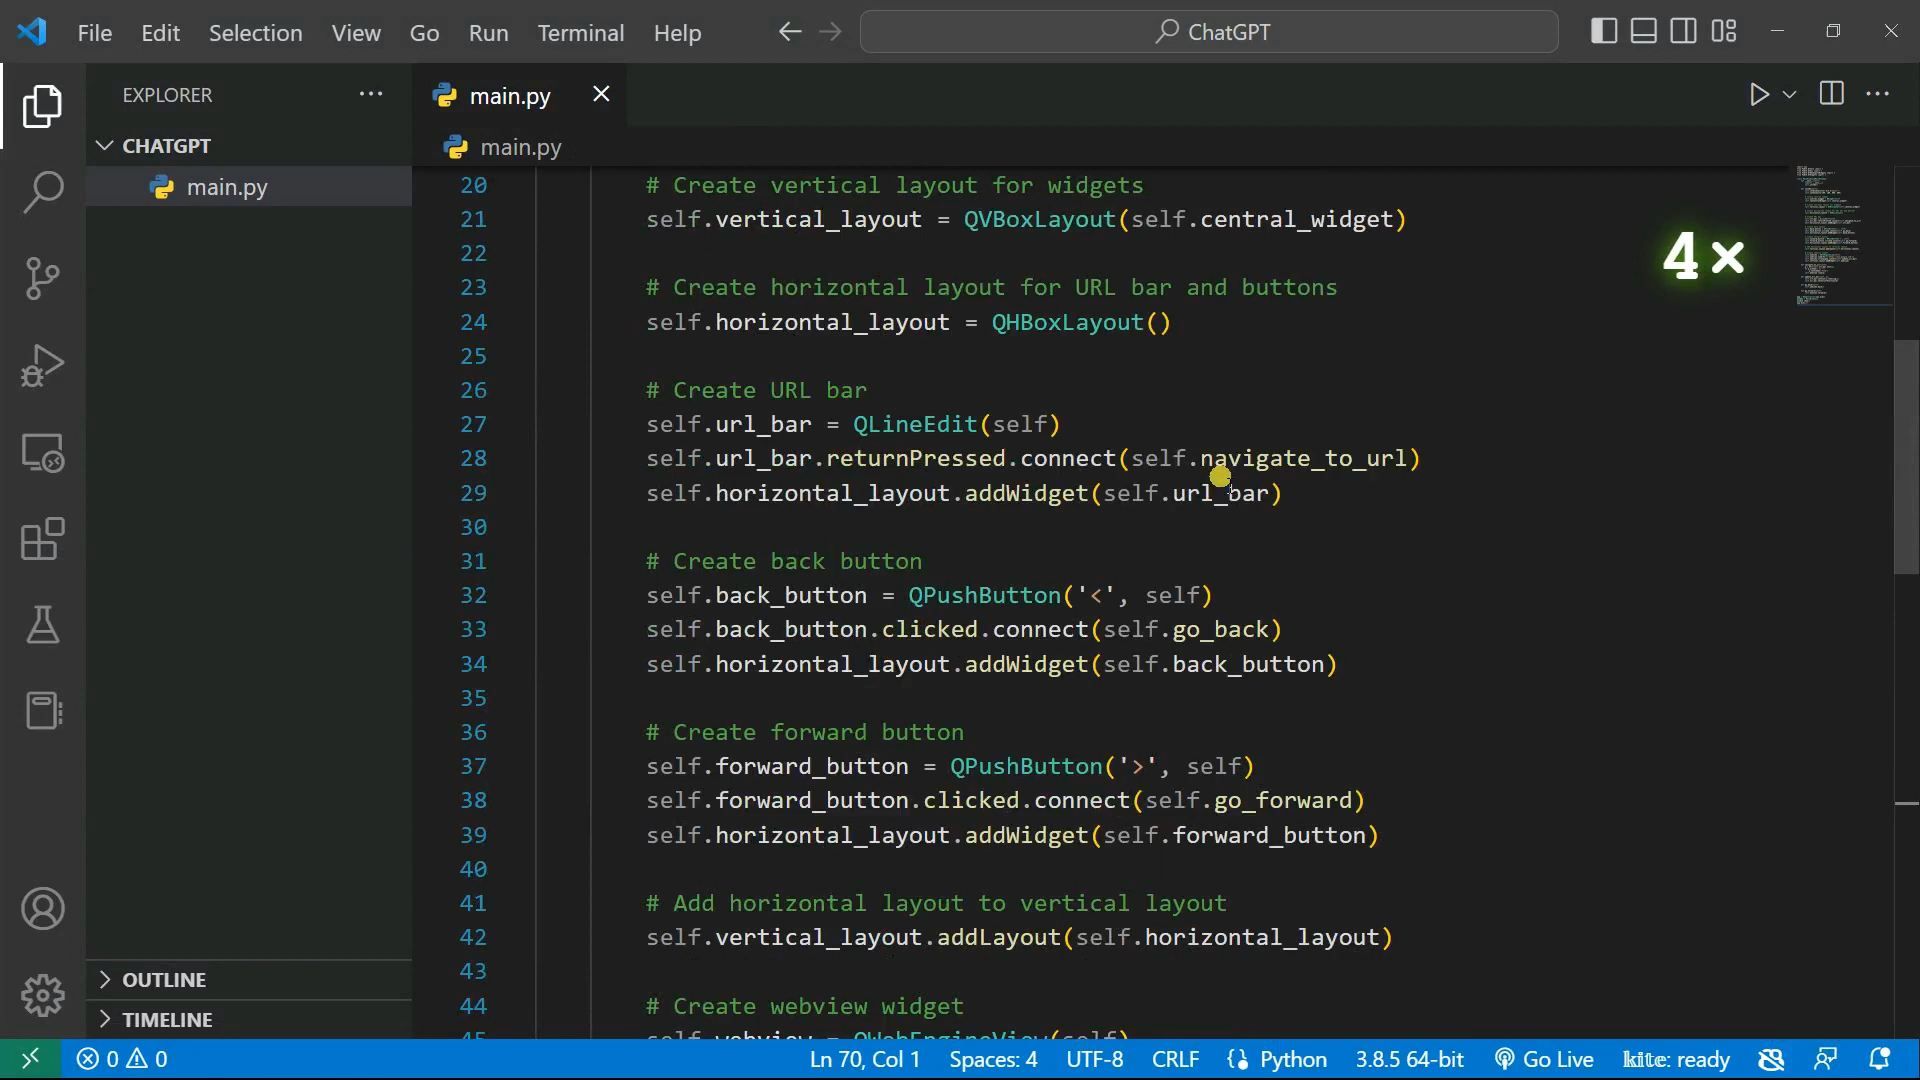 File Edit Selection View Go Run Terminal Help
ChatGPT
EXPLORER
CHATGPT
main.py
OUTLINE
TIMELINE
main.py
main.py
4×
20 # Create vertical layout for widgets
21 self.vertical_layout = QVBoxLayout(self.central_widget)
22
23 # Create horizontal layout for URL bar and buttons
24 self.horizontal_layout = QHBoxLayout()
25
26 # Create URL bar
27 self.url_bar = QLineEdit(self)
28 self.url_bar.returnPressed.connect(self.navigate_to_url)
29 self.horizontal_layout.addWidget(self.url_bar)
30
31 # Create back button
32 self.back_button = QPushButton('<', self)
33 self.back_button.clicked.connect(self.go_back)
34 self.horizontal_layout.addWidget(self.back_button)
35
36 # Create forward button
37 self.forward_button = QPushButton('>', self)
38 self.forward_button.clicked.connect(self.go_forward)
39 self.horizontal_layout.addWidget(self.forward_button)
40
41 # Add horizontal layout to vertical layout
42 self.vertical_layout.addLayout(self.horizontal_layout)
43
44 # Create webview widget
45 self.webview = QWebEngineView(self)
0 0 Ln 70, Col 1 Spaces: 4 UTF-8 CRLF Python 3.8.5 64-bit Go Live kite: ready